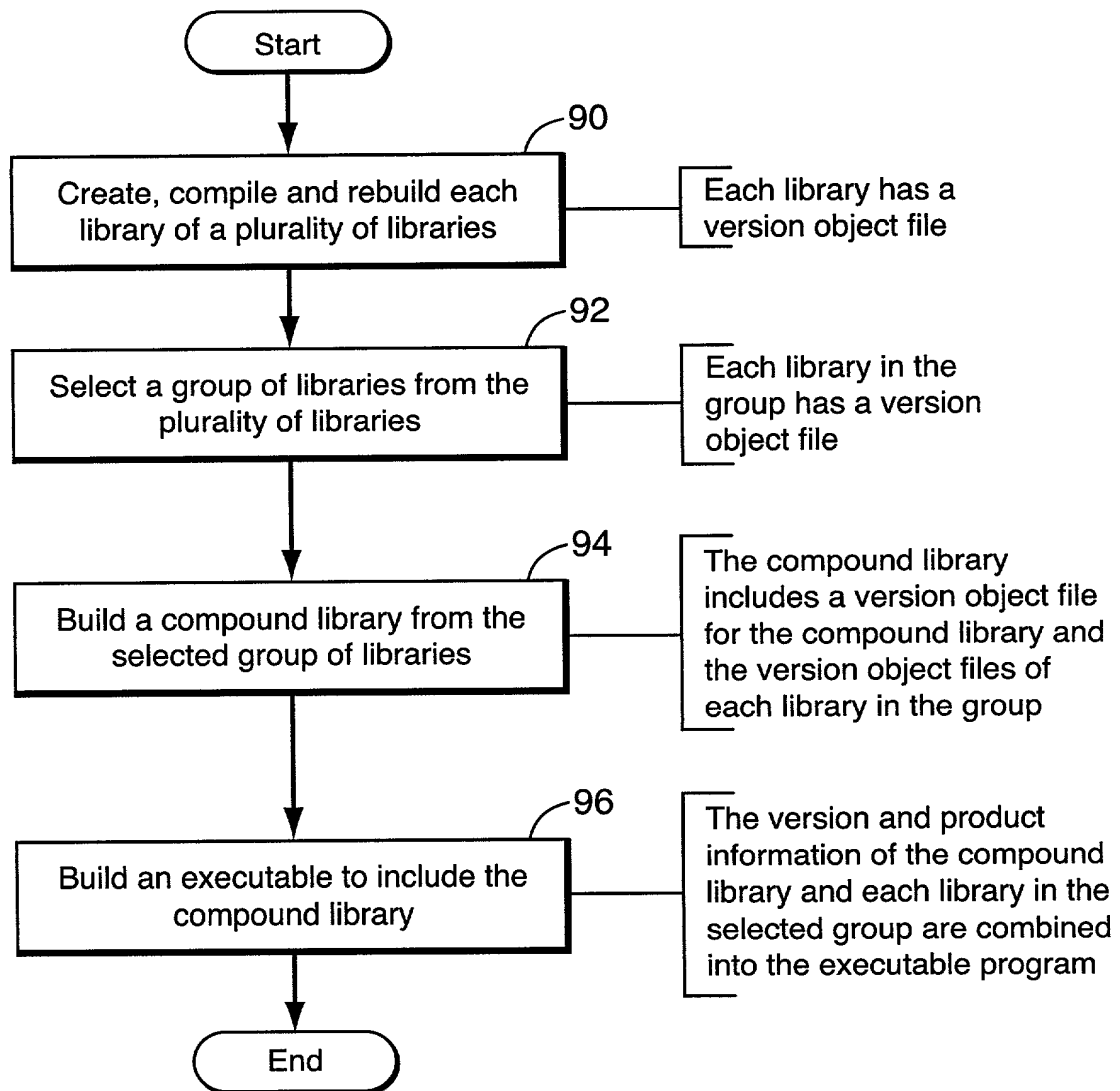 Start
90
Create, compile and rebuild each
library of a plurality of libraries
Each library has a
version object file
92
Select a group of libraries from the
plurality of libraries
Each library in the
group has a version
object file
94
Build a compound library from the
selected group of libraries
The compound library
includes a version object file
for the compound library and
the version object files of
each library in the group
96
Build an executable to include the
compound library
The version and product
information of the compound
library and each library in the
selected group are combined
into the executable program
End